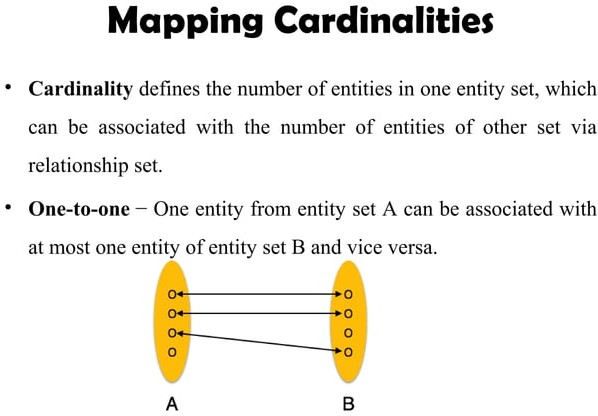 Mapping Cardinalities
• Cardinality defines the number of entities in one entity set, which
can be associated with the number of entities of other set via
relationship set.
• One-to-one − One entity from entity set A can be associated with
at most one entity of entity set B and vice versa.
A B